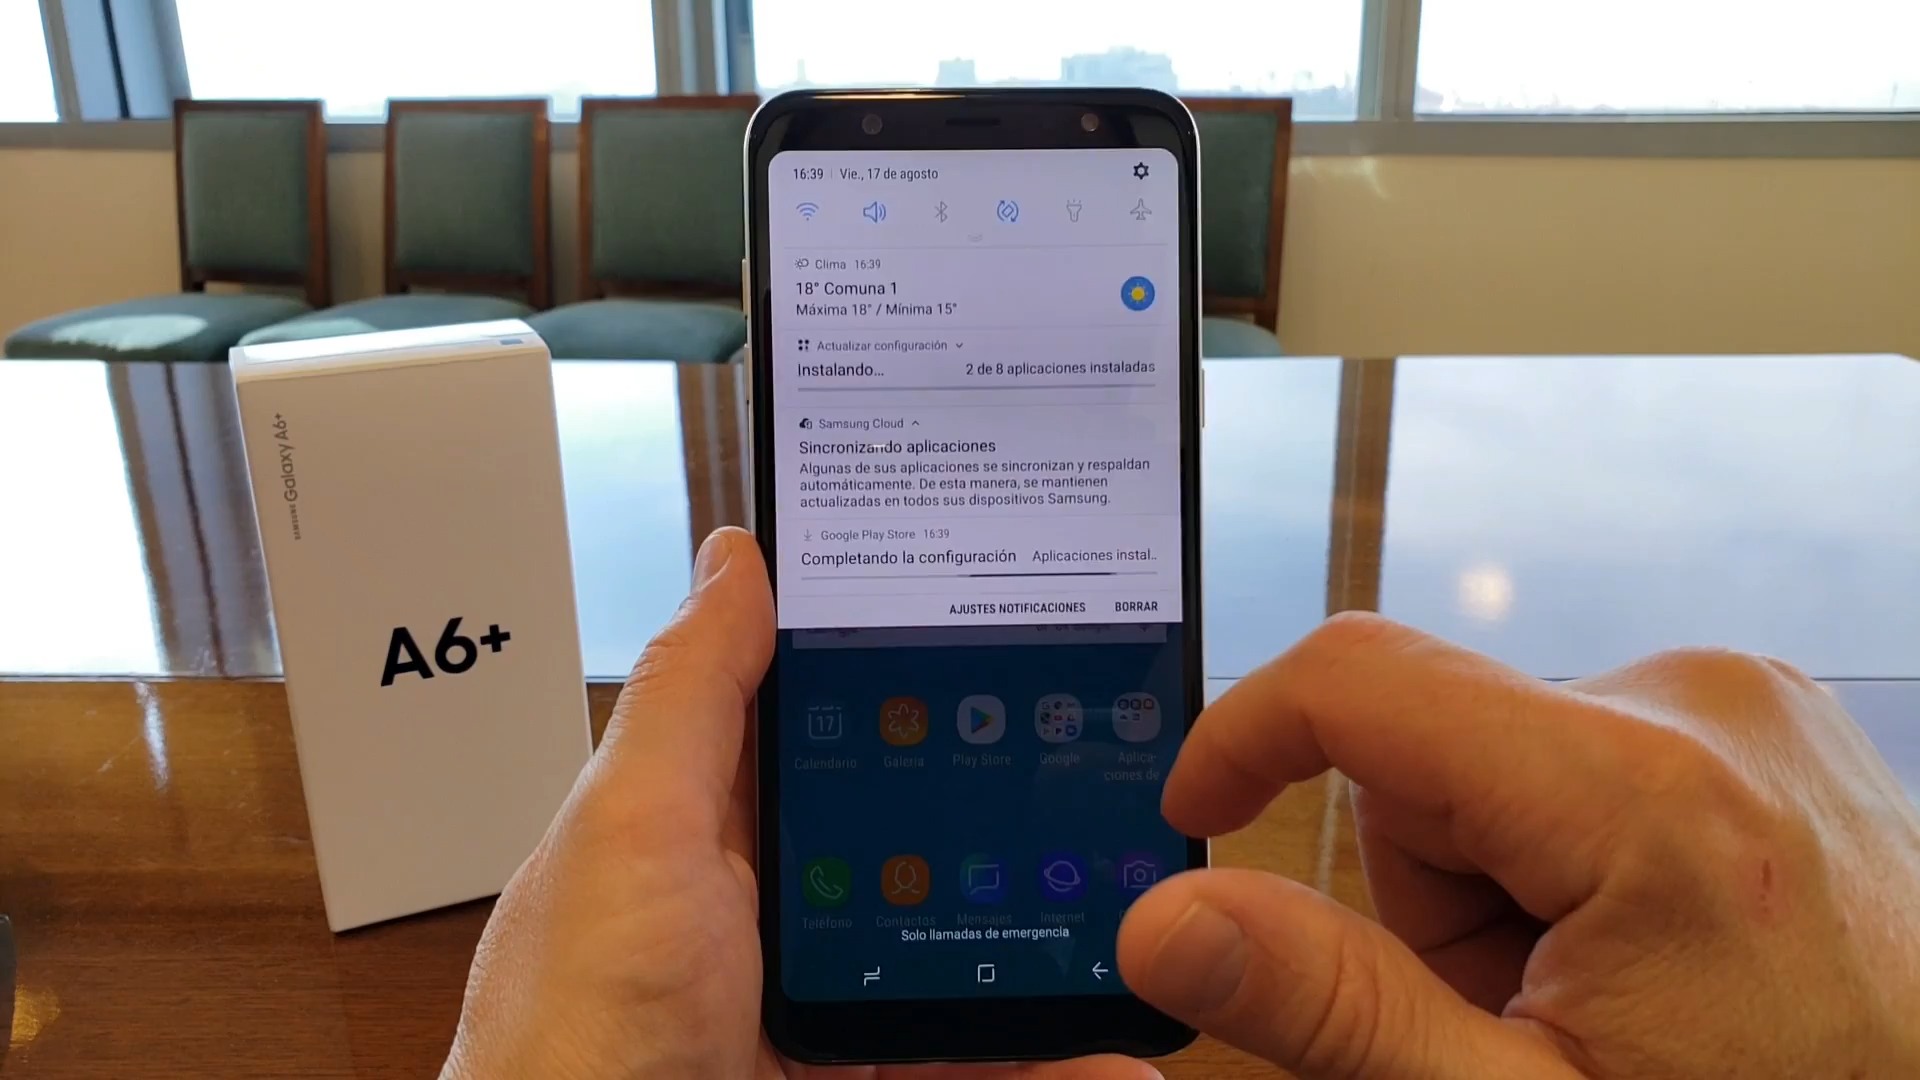 SAMSUNG Galaxy A6+
A6+
16:39 Vie., 17 de agosto
Clima 16:39
18° Comuna 1
Máxima 18° / Mínima 15°
Actualizar configuración
Instalando... 2 de 8 aplicaciones instaladas
Samsung Cloud
Sincronizando aplicaciones
Algunas de sus aplicaciones se sincronizan y respaldan
automáticamente. De esta manera, se mantienen
actualizadas en todos sus dispositivos Samsung.
Google Play Store 16:39
Completando la configuración Aplicaciones instal..
AJUSTES NOTIFICACIONES BORRAR
17
Calendario Galería Play Store Google Aplica-
ciones de
Teléfono Contactos Mensajes Internet
Solo llamadas de emergencia